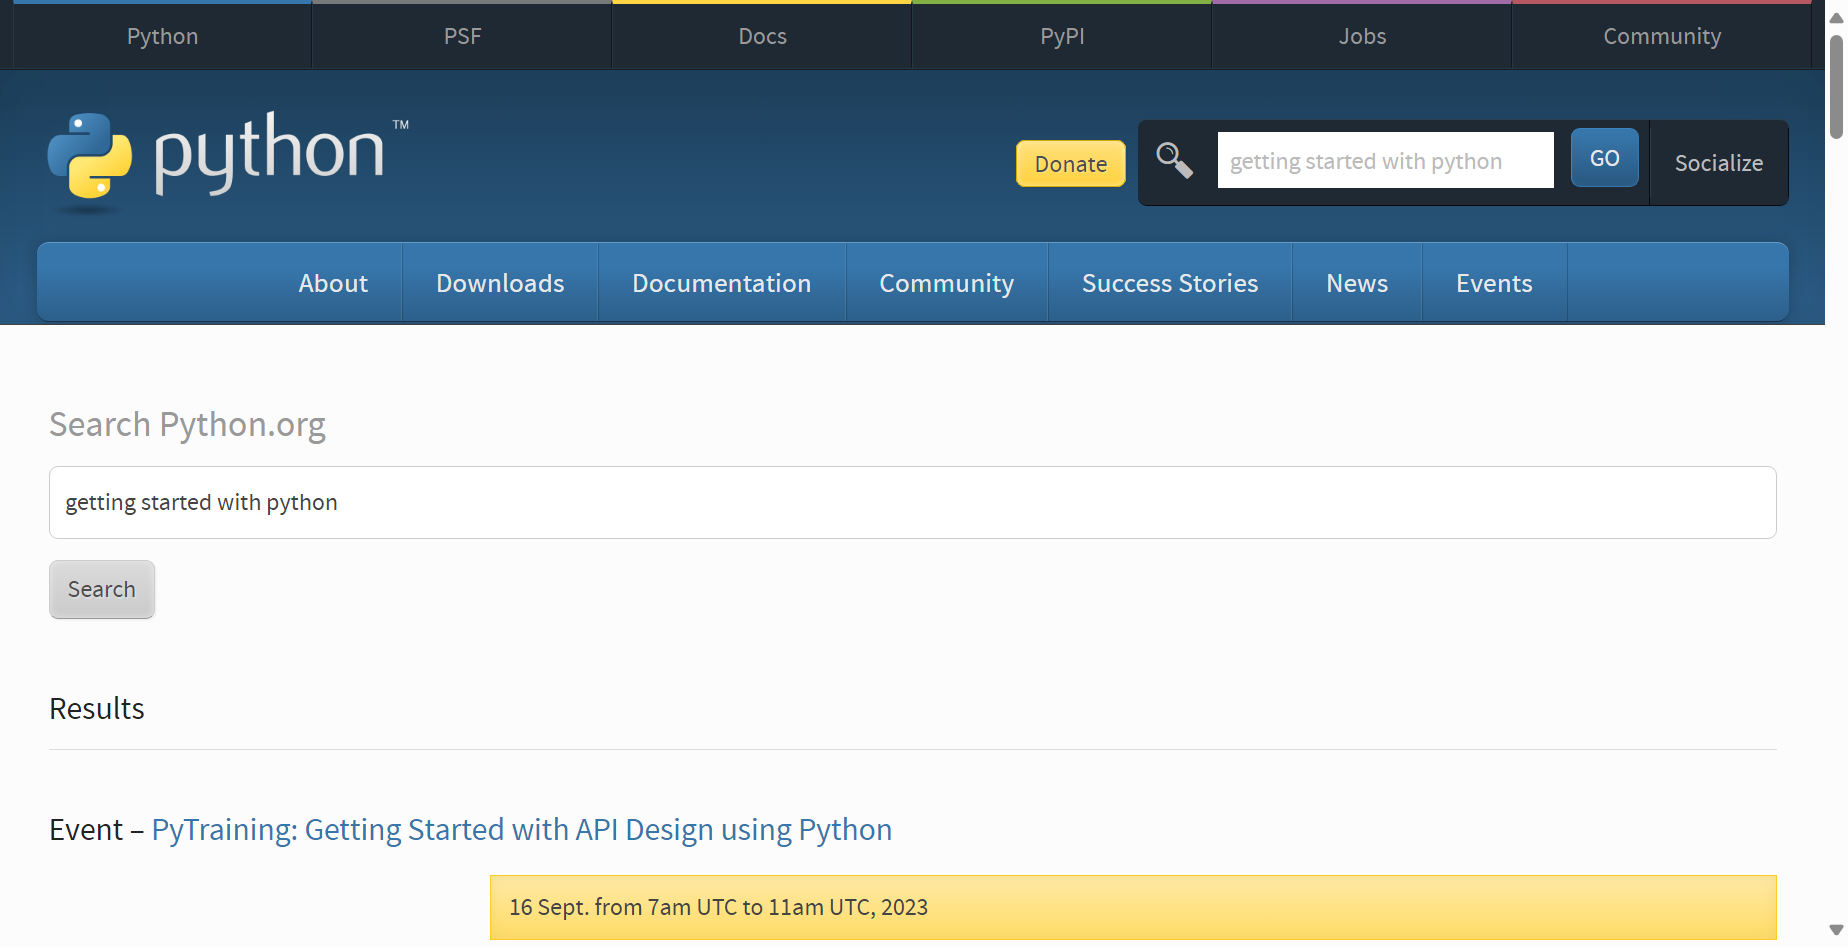 Python PSF Docs PyPI Jobs Community
python ™
Donate getting started with python GO Socialize
About Downloads Documentation Community Success Stories News Events
Search Python.org
getting started with python
Search
Results
Event – PyTraining: Getting Started with API Design using Python
16 Sept. from 7am UTC to 11am UTC, 2023